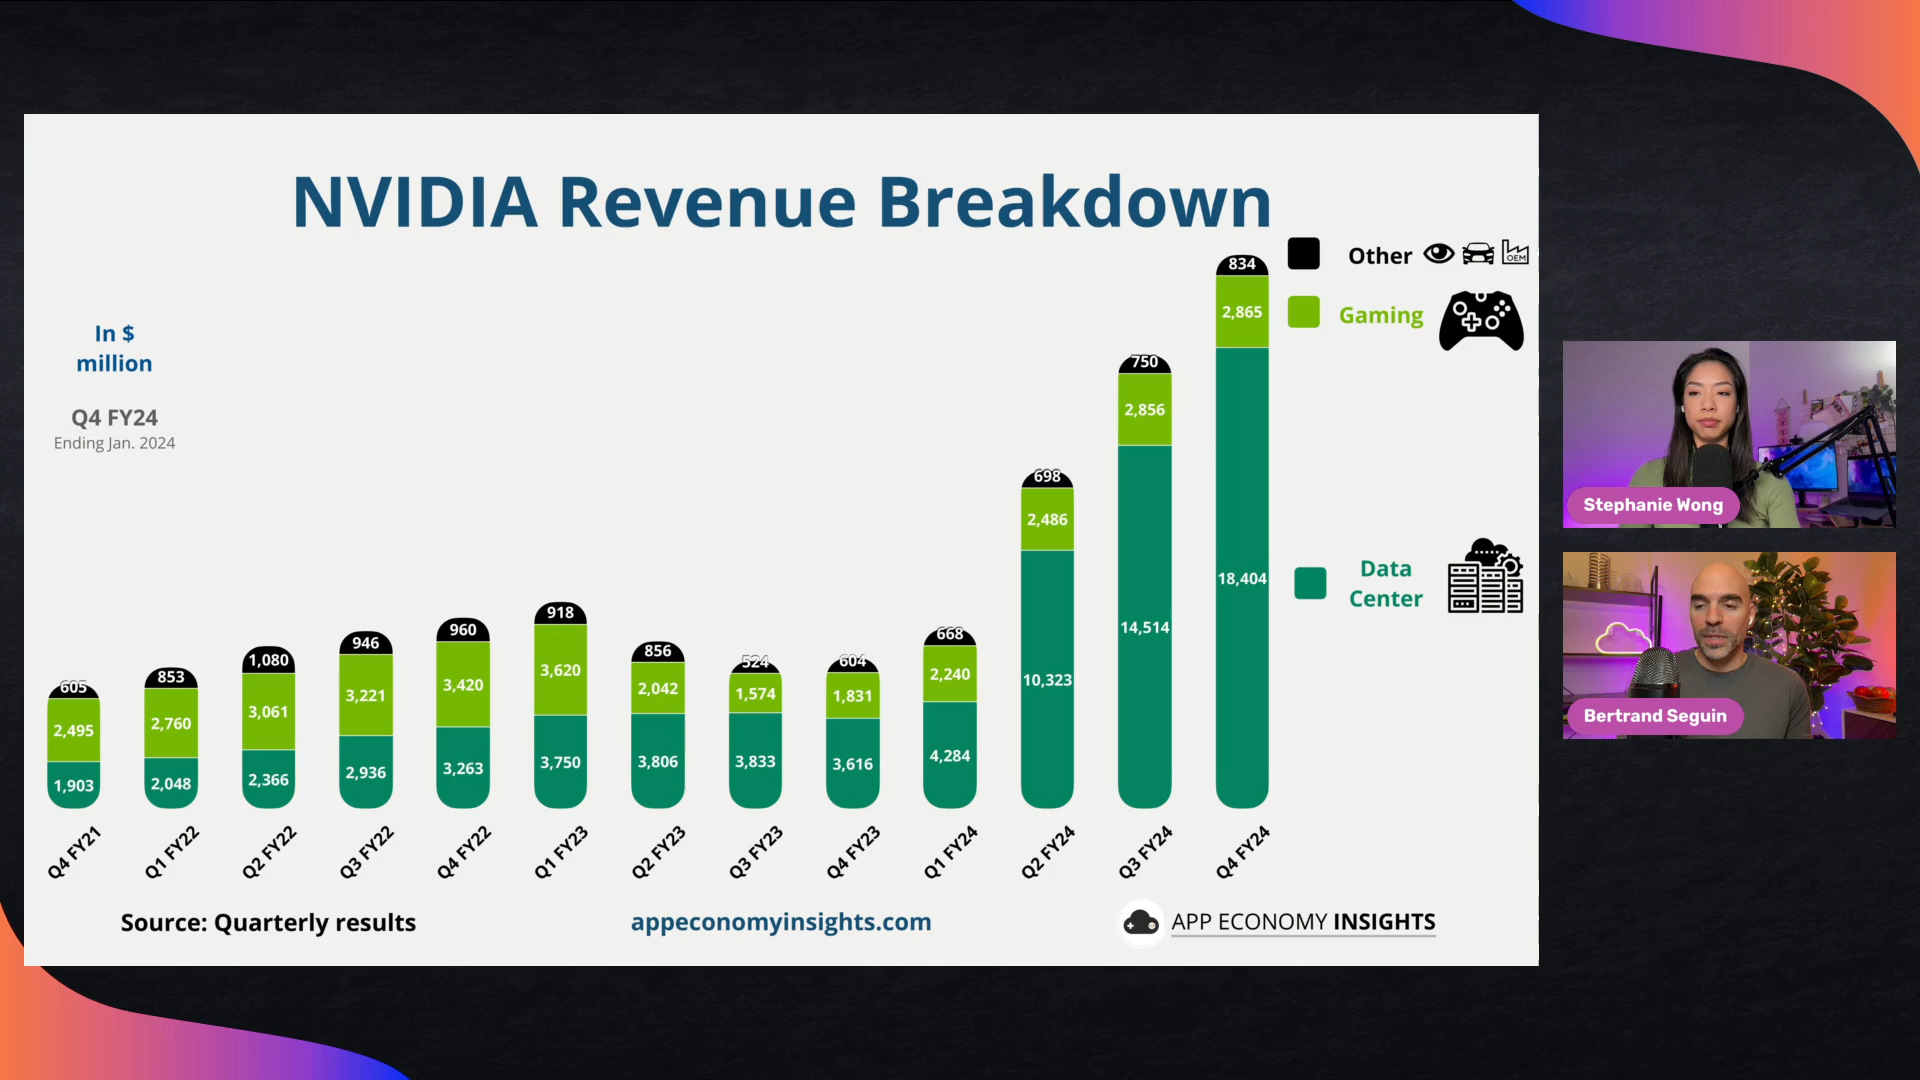 NVIDIA Revenue Breakdown
In $
million
Q4 FY24
Ending Jan. 2024
Other
OEM
Gaming
Data
Center
605
2,495
1,903
853
2,760
2,048
1,080
3,061
2,366
946
3,221
2,936
960
3,420
3,263
918
3,620
3,750
856
2,042
3,806
524
1,574
3,833
604
1,831
3,616
668
2,240
4,284
698
2,486
10,323
750
2,856
14,514
834
2,865
18,404
Q4 FY21
Q1 FY22
Q2 FY22
Q3 FY22
Q4 FY22
Q1 FY23
Q2 FY23
Q3 FY23
Q4 FY23
Q1 FY24
Q2 FY24
Q3 FY24
Q4 FY24
Source: Quarterly results
appeconomyinsights.com
APP ECONOMY INSIGHTS
Stephanie Wong
Bertrand Seguin